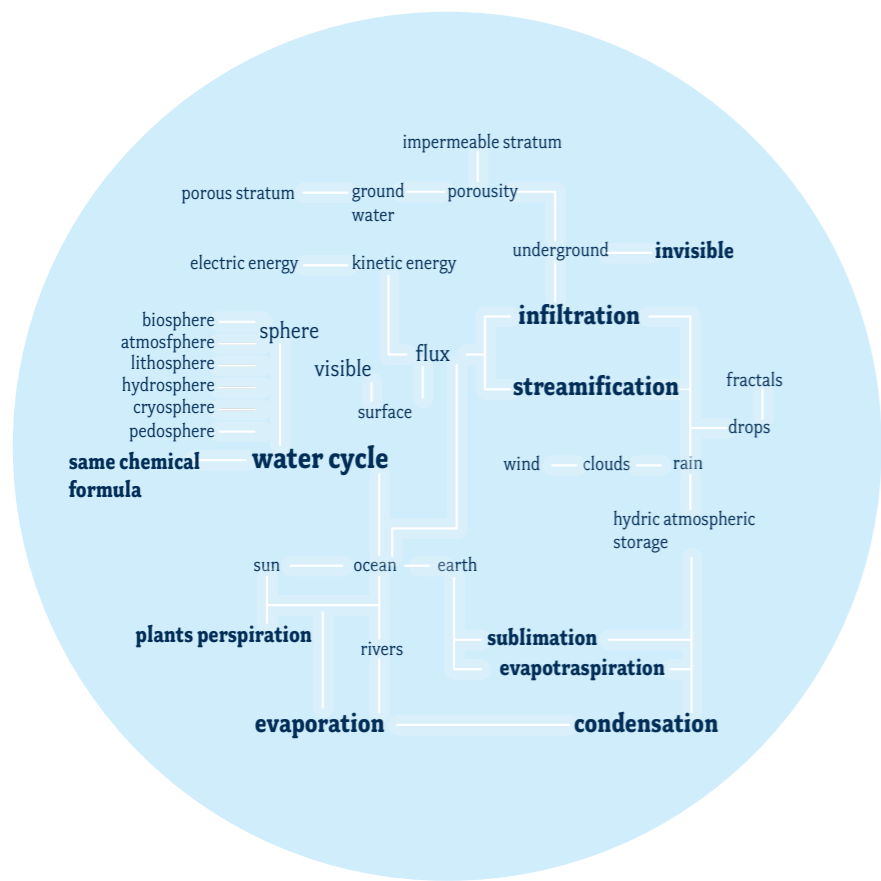 impermeable stratum
porous stratum
ground
water
porosity
underground
invisible
electric energy
kinetic energy
infiltration
biosphere
atmosfphere
lithosphere
hydrosphere
cryosphere
pedosphere
sphere
flux
visible
surface
streamification
fractals
drops
same chemical
formula
water cycle
wind
clouds
rain
hydric atmospheric
storage
sun
ocean
earth
plants perspiration
rivers
sublimation
evapotraspiration
evaporation
condensation